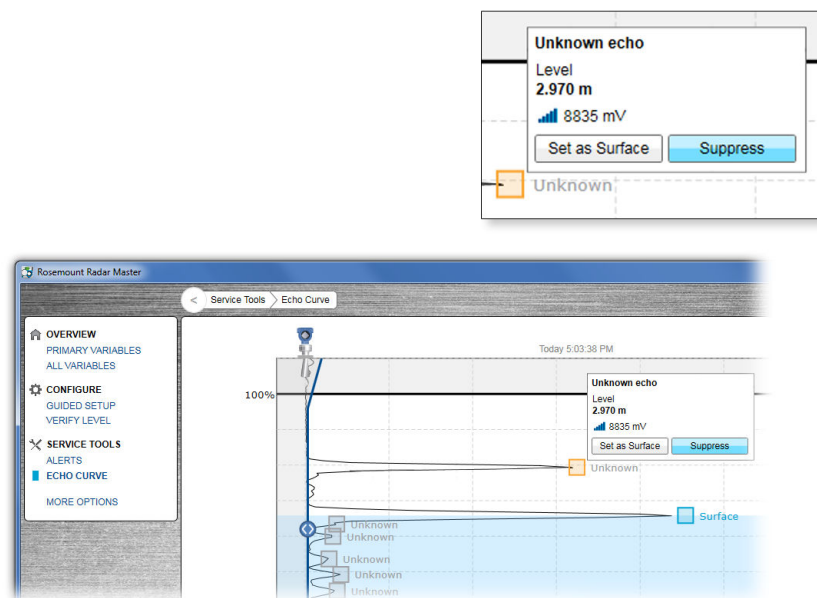 Unknown echo
Level
2.970 m
8835 mV
Set as Surface Suppress
Unknown
Rosemount Radar Master
< Service Tools Echo Curve
OVERVIEW
PRIMARY VARIABLES
ALL VARIABLES
CONFIGURE
GUIDED SETUP
VERIFY LEVEL
SERVICE TOOLS
ALERTS
ECHO CURVE
MORE OPTIONS
Today 5:03:38 PM
100%
Unknown echo
Level
2.970 m
8835 mV
Set as Surface Suppress
Unknown
Surface
Unknown
Unknown
Unknown
Unknown
Unknown